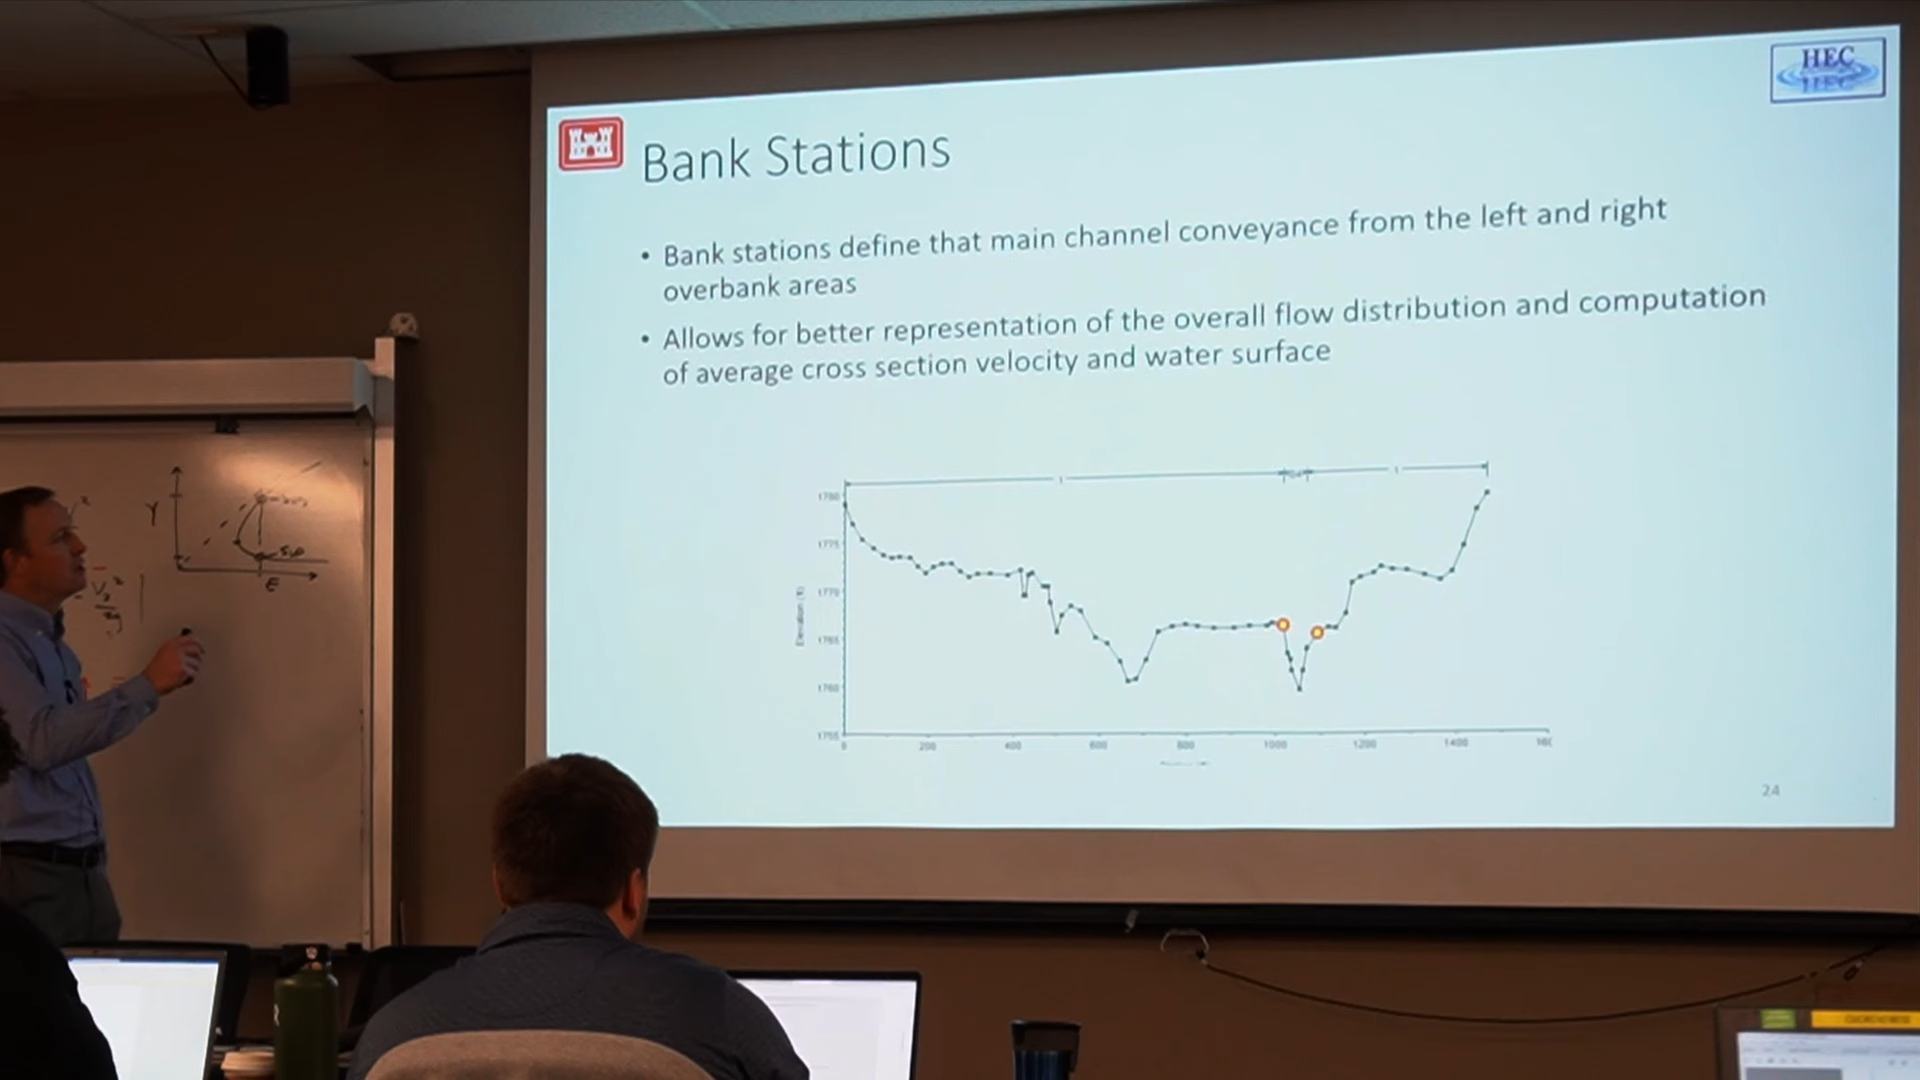 HEC
Bank Stations
• Bank stations define that main channel conveyance from the left and right
overbank areas
• Allows for better representation of the overall flow distribution and computation
of average cross section velocity and water surface
1780
1775
1770
1765
1760
1755
Elevation (ft)
0 200 400 600 800 1000 1200 1400
24
Y
E